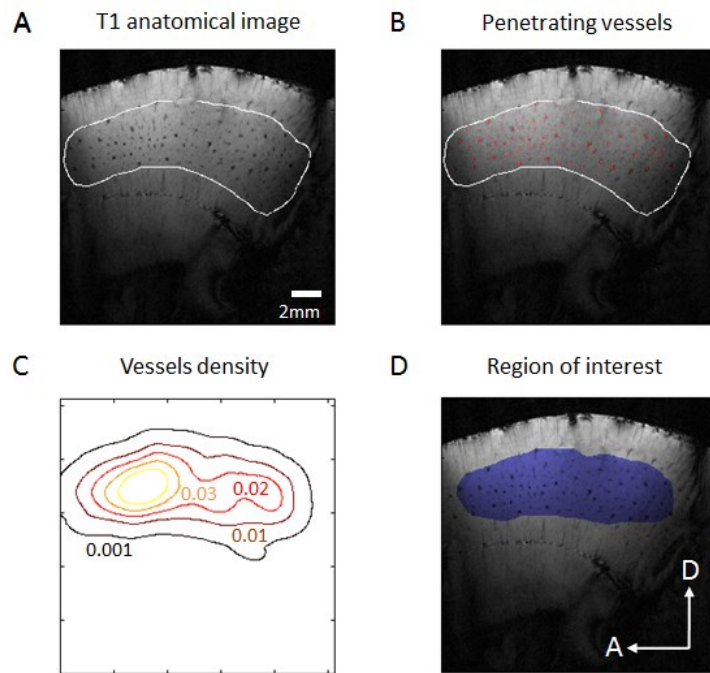 A T1 anatomical image
B Penetrating vessels
2mm
C Vessels density
D Region of interest
0.03
0.02
0.01
0.001
D
A